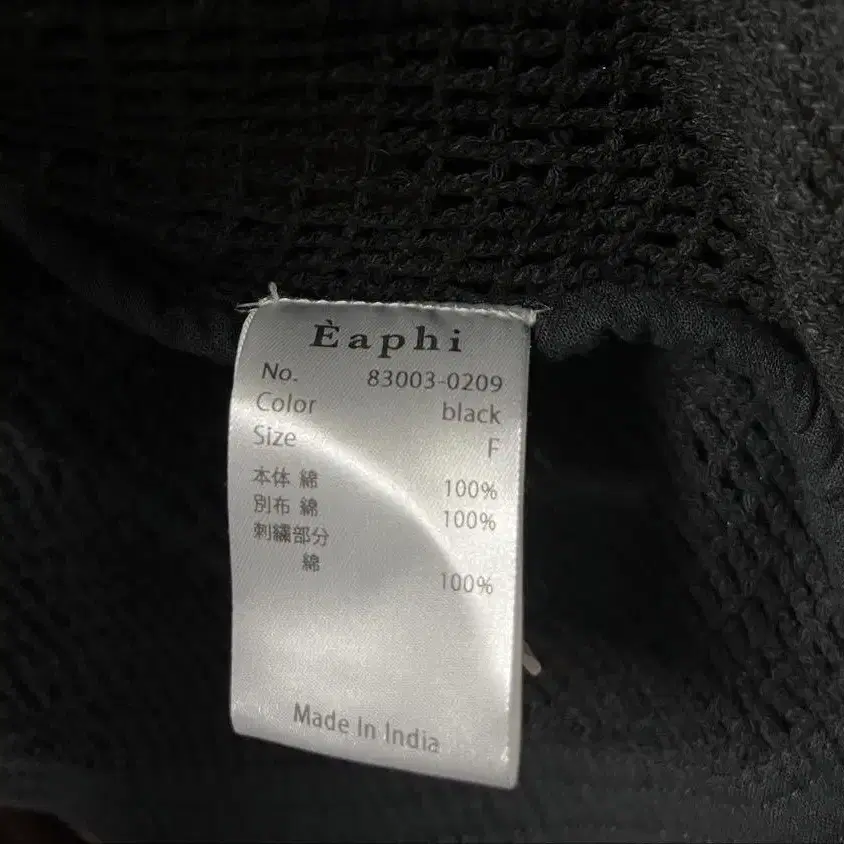 Èaphi
No. 83003-0209
Color black
Size F
本体 綿 100%
別布 綿 100%
刺繍部分
綿 100%
Made In India